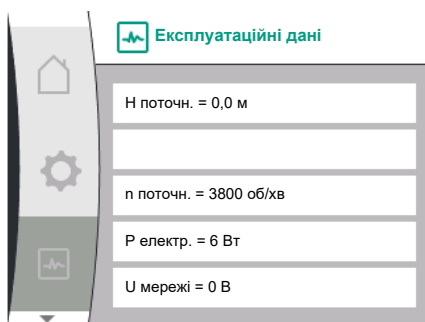 Експлуатаційні дані
H поточн. = 0,0 м
n поточн. = 3800 об/хв
P електр. = 6 Вт
U мережі = 0 В